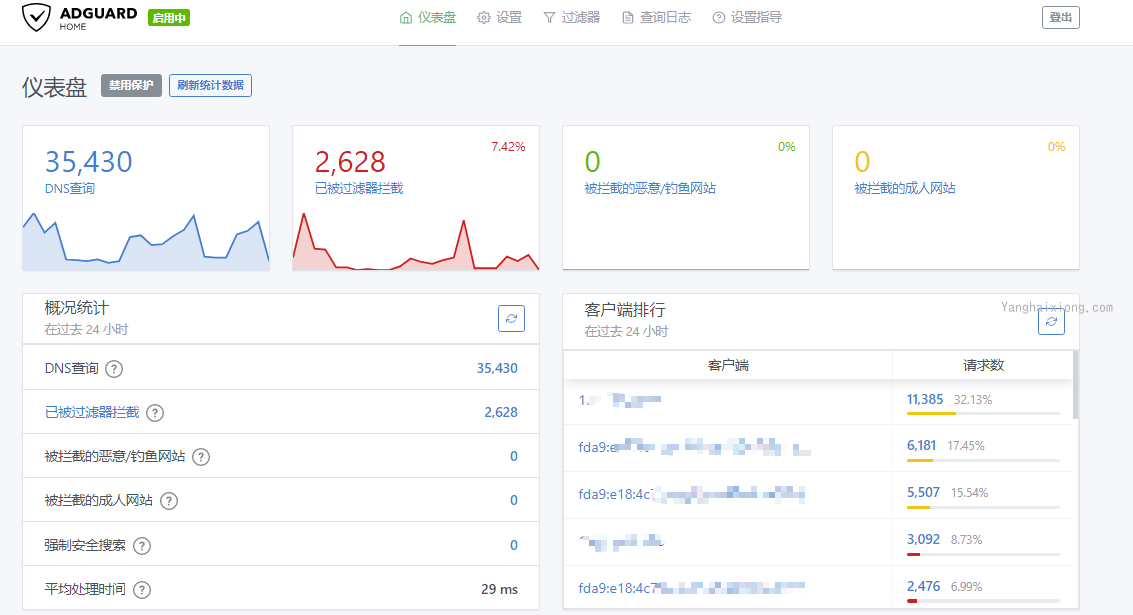 ADGUARD
HOME
启用中
仪表盘
设置
过滤器
查询日志
设置指导
登出
仪表盘
禁用保护
刷新统计数据
35,430
DNS查询
7.42%
2,628
已被过滤器拦截
0%
0
被拦截的恶意/钓鱼网站
0%
0
被拦截的成人网站
概况统计
在过去 24 小时
DNS查询 ? 35,430
已被过滤器拦截 ? 2,628
被拦截的恶意/钓鱼网站 ? 0
被拦截的成人网站 ? 0
强制安全搜索 ? 0
平均处理时间 ? 29 ms
客户端排行
在过去 24 小时
Yanghaixiong.com
客户端 请求数
11,385 32.13%
fda9:e 6,181 17.45%
fda9:e18:4c7 5,507 15.54%
3,092 8.73%
fda9:e18:4c7 2,476 6.99%